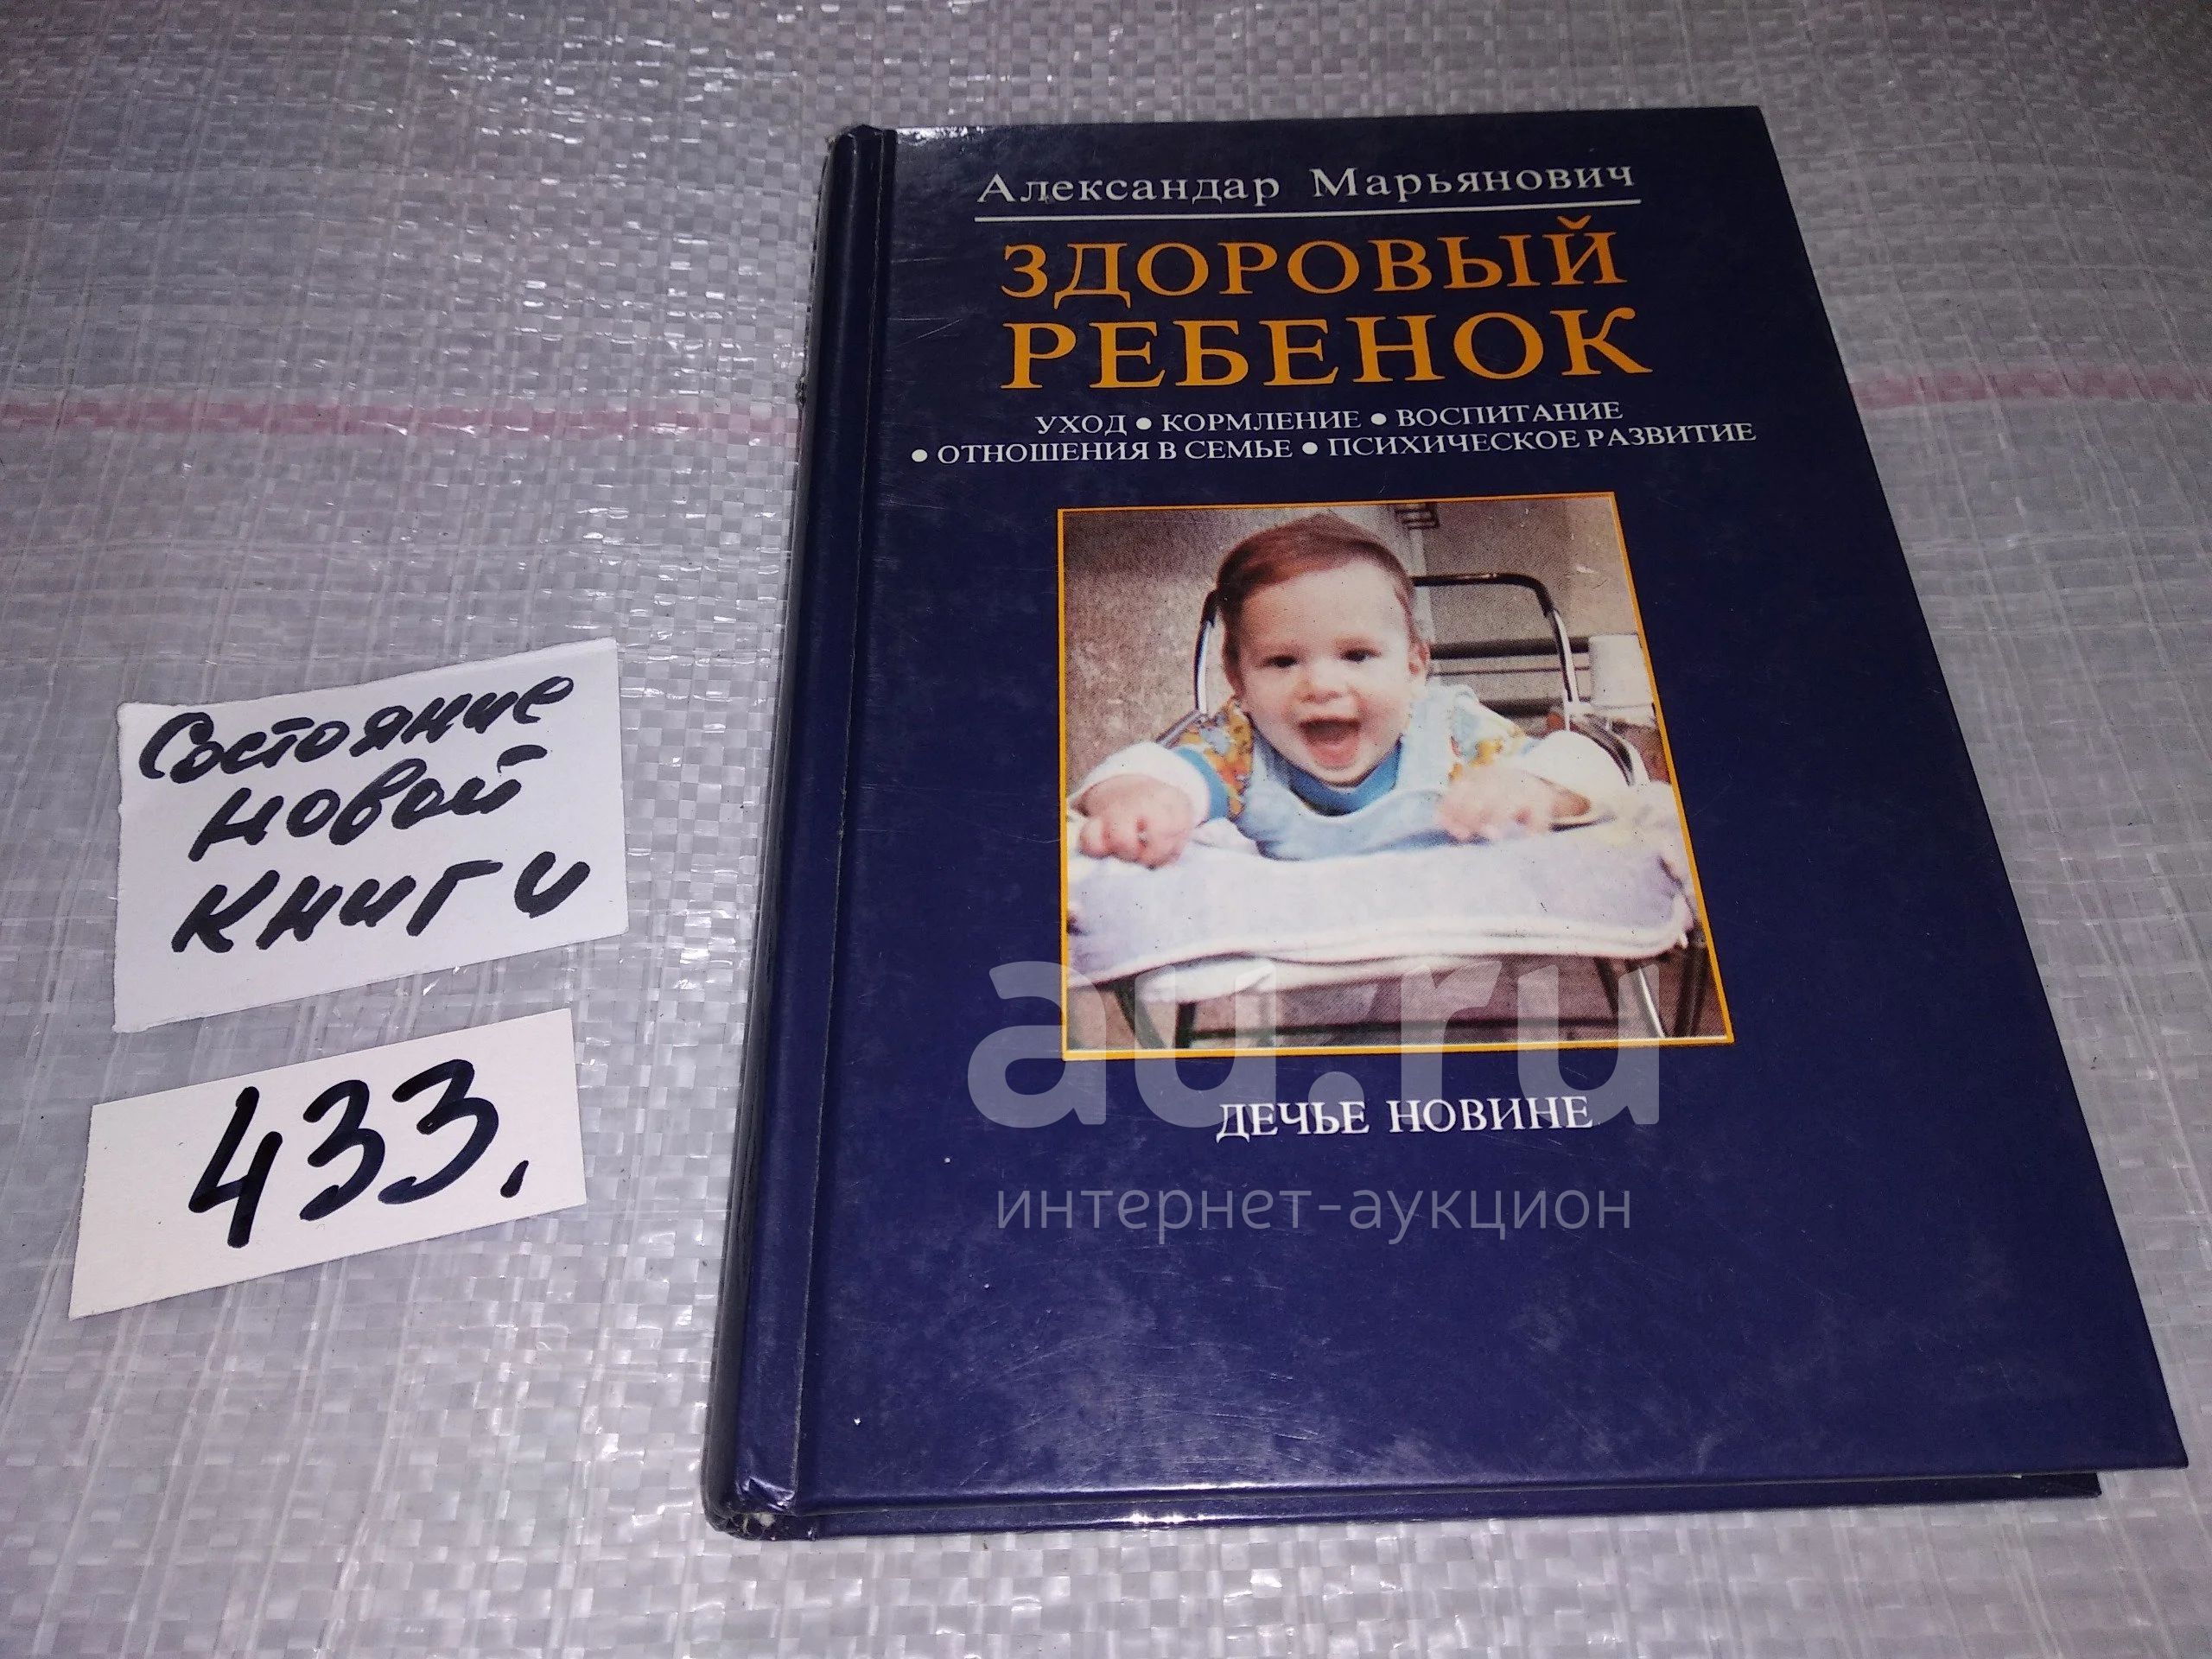 Александар Марьянович
ЗДОРОВЫЙ
РЕБЕНОК
УХОД ● КОРМЛЕНИЕ ● ВОСПИТАНИЕ
● ОТНОШЕНИЯ В СЕМЬЕ ● ПСИХИЧЕСКОЕ РАЗВИТИЕ
Состояние
новой
книги
433.
au.ru
ДЕЧЬЕ НОВИНЕ
интернет-аукцион